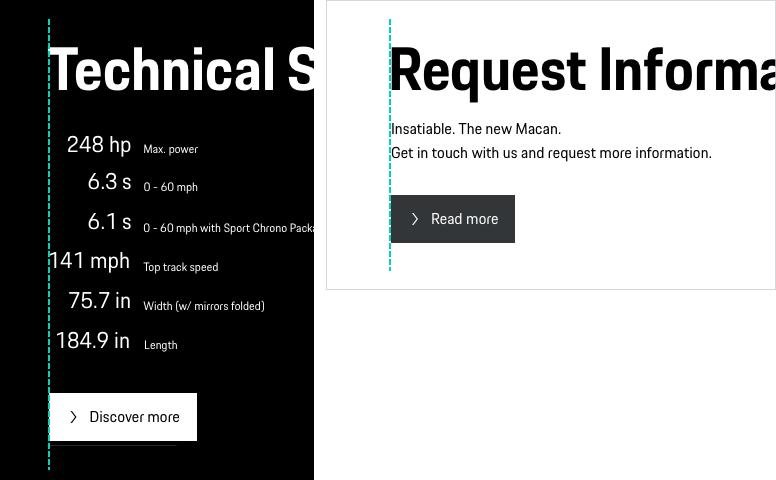 Technical S
248 hp Max. power
6.3 s 0 - 60 mph
6.1 s 0 - 60 mph with Sport Chrono Packa
141 mph Top track speed
75.7 in Width (w/ mirrors folded)
184.9 in Length
Discover more
Request Informa
Insatiable. The new Macan.
Get in touch with us and request more information.
Read more